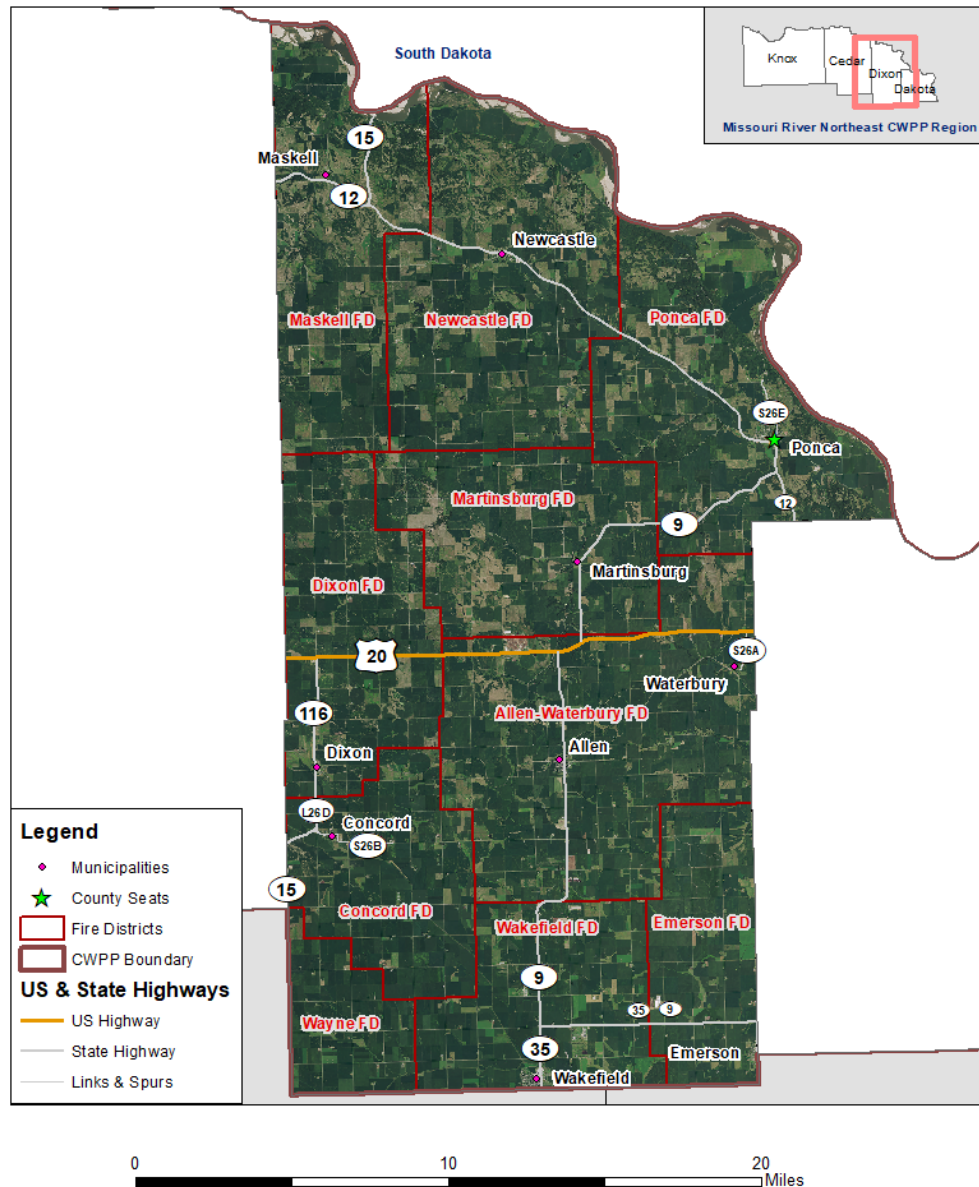 South Dakota
Knox
Cedar
Dixon
Dakota
Missouri River Northeast CWPP Region
15
Maskell
12
Newcastle
Maskell FD
Newcastle FD
Ponca FD
S26E
Ponca
Martinsburg FD
12
9
Martinsburg
Dixon FD
20
S26A
Waterbury
116
Allen-Waterbury FD
Dixon
Allen
L26D
Concord
S26B
15
Concord FD
Wakefield FD
Emerson FD
9
35
9
Wayne FD
35
Emerson
Wakefield
Legend
Municipalities
County Seats
Fire Districts
CWPP Boundary
US & State Highways
US Highway
State Highway
Links & Spurs
0
10
20
Miles